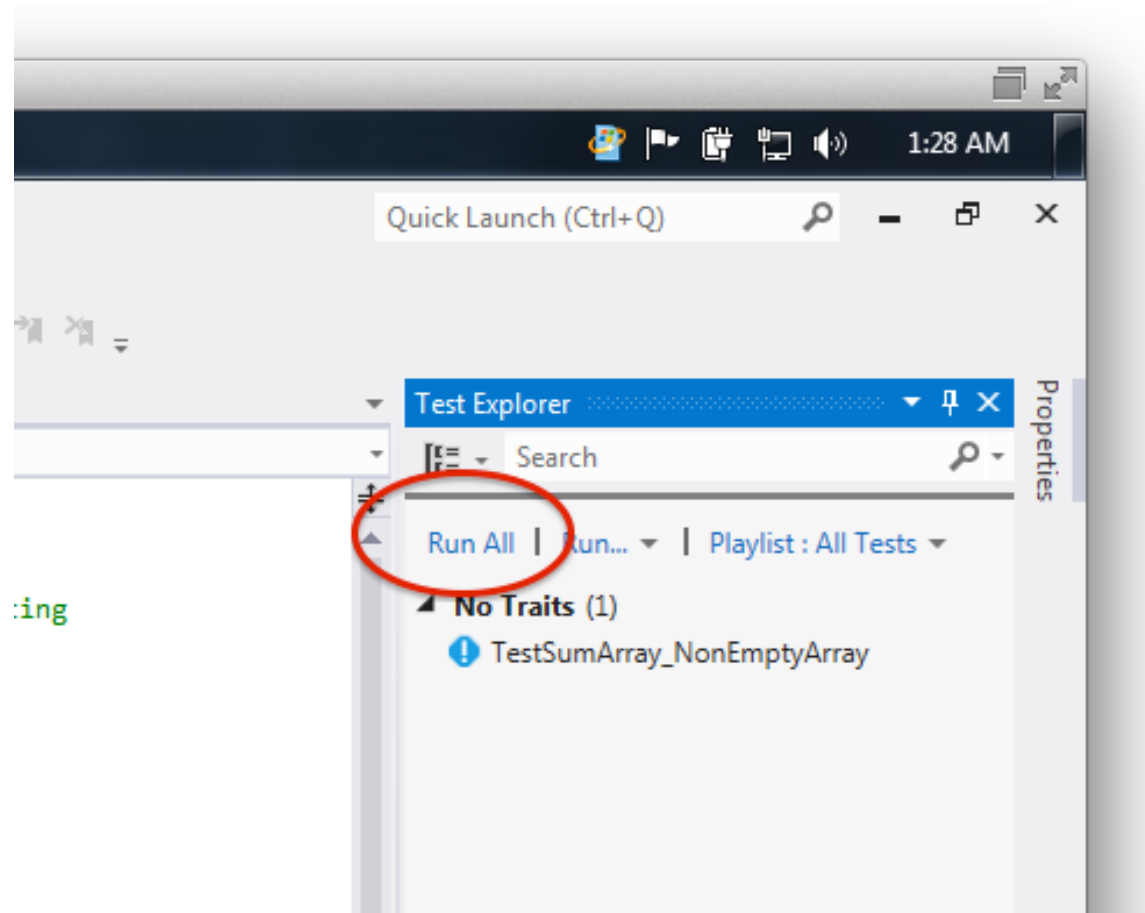 1:28 AM
Quick Launch (Ctrl+Q)
Test Explorer
Properties
Search
Run All | Run... | Playlist : All Tests
:ing
No Traits (1)
TestSumArray_NonEmptyArray